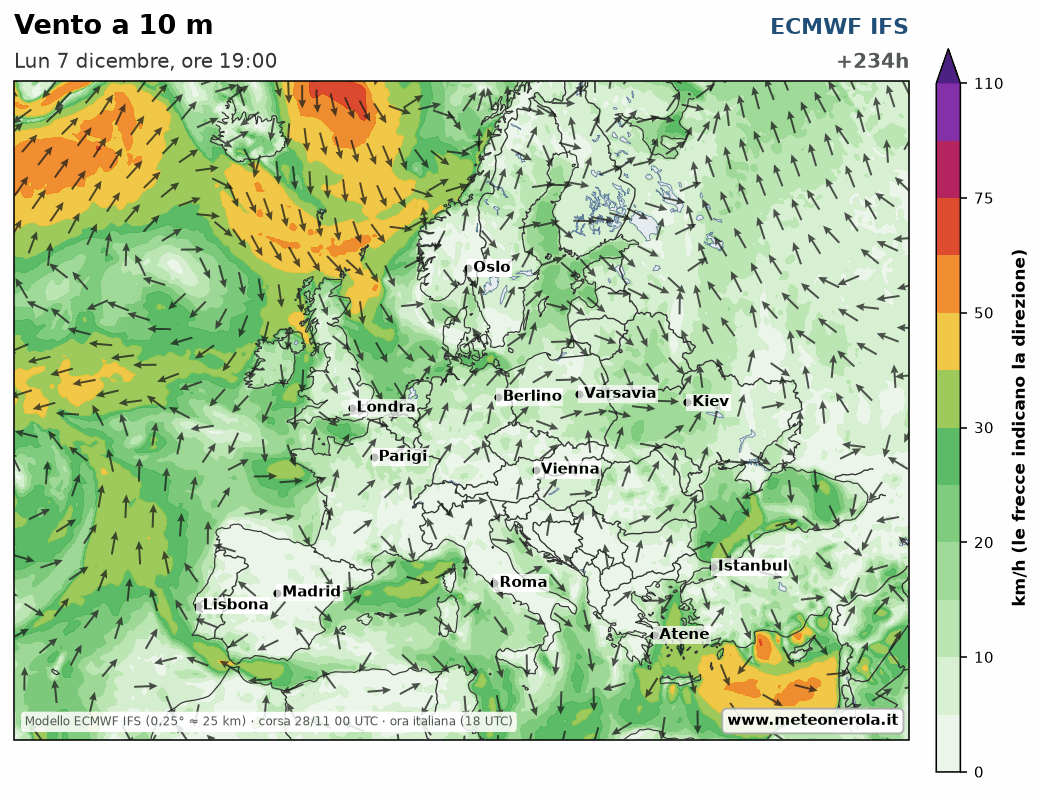 Vento a 10 m
ECMWF IFS
Lun 7 dicembre, ore 19:00
+234h
110
75
50
30
20
10
0
km/h (le frecce indicano la direzione)
Oslo
Londra
Berlino
Varsavia
Kiev
Parigi
Vienna
Istanbul
Roma
Madrid
Lisbona
Atene
Modello ECMWF IFS (0,25° ≈ 25 km) · corsa 28/11 00 UTC · ora italiana (18 UTC)
www.meteonerola.it